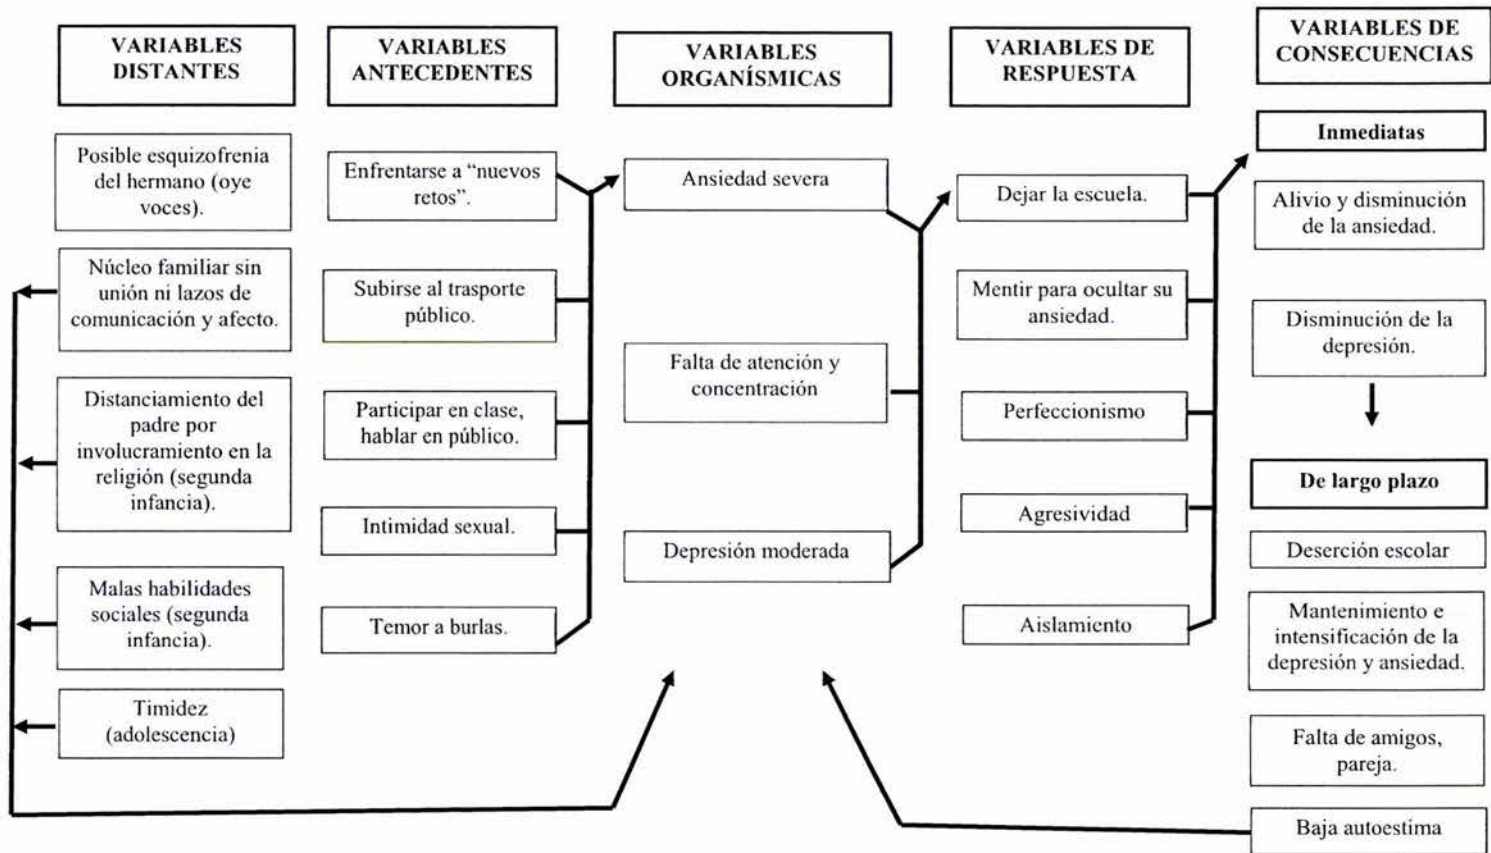 VARIABLES
DISTANTES
Posible esquizofrenia
del hermano (oye
voces).
Núcleo familiar sin
unión ni lazos de
comunicación y afecto.
Distanciamiento del
padre por
involucramiento en la
religión (segunda
infancia).
Malas habilidades
sociales (segunda
infancia).
Timidez
(adolescencia)
VARIABLES
ANTECEDENTES
Enfrentarse a “nuevos
retos”.
Subirse al trasporte
público.
Participar en clase,
hablar en público.
Intimidad sexual.
Temor a burlas.
VARIABLES
ORGANÍSMICAS
Ansiedad severa
Falta de atención y
concentración
Depresión moderada
VARIABLES DE
RESPUESTA
Dejar la escuela.
Mentir para ocultar su
ansiedad.
Perfeccionismo
Agresividad
Aislamiento
VARIABLES DE
CONSECUENCIAS
Inmediatas
Alivio y disminución
de la ansiedad.
Disminución de la
depresión.
De largo plazo
Deserción escolar
Mantenimiento e
intensificación de la
depresión y ansiedad.
Falta de amigos,
pareja.
Baja autoestima